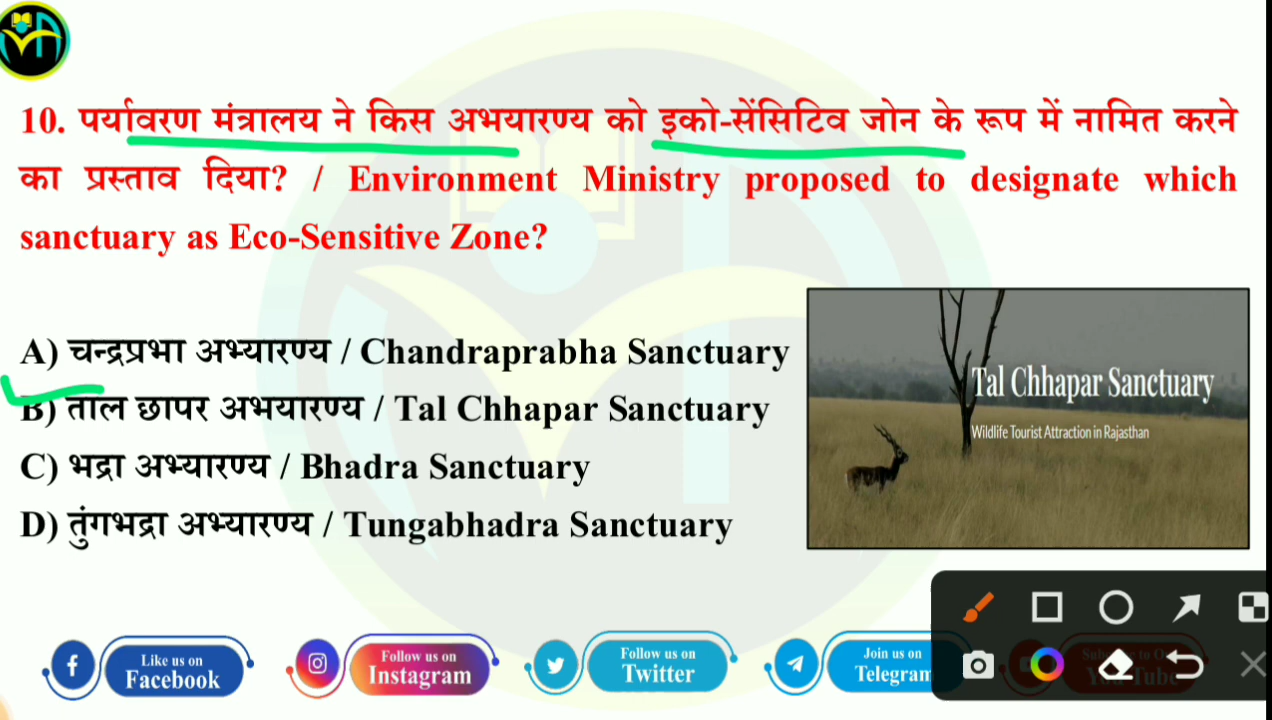 10. पर्यावरण मंत्रालय ने किस अभयारण्य को इको-सेंसिटिव जोन के रूप में नामित करने
का प्रस्ताव दिया? / Environment Ministry proposed to designate which
sanctuary as Eco-Sensitive Zone?
A) चन्द्रप्रभा अभ्यारण्य / Chandraprabha Sanctuary
B) ताल छापर अभयारण्य / Tal Chhapar Sanctuary
C) भद्रा अभ्यारण्य / Bhadra Sanctuary
D) तुंगभद्रा अभ्यारण्य / Tungabhadra Sanctuary
Tal Chhapar Sanctuary
Wildlife Tourist Attraction in Rajasthan
Like us on
Facebook
Follow us on
Instagram
Follow us on
Twitter
Join us on
Telegram